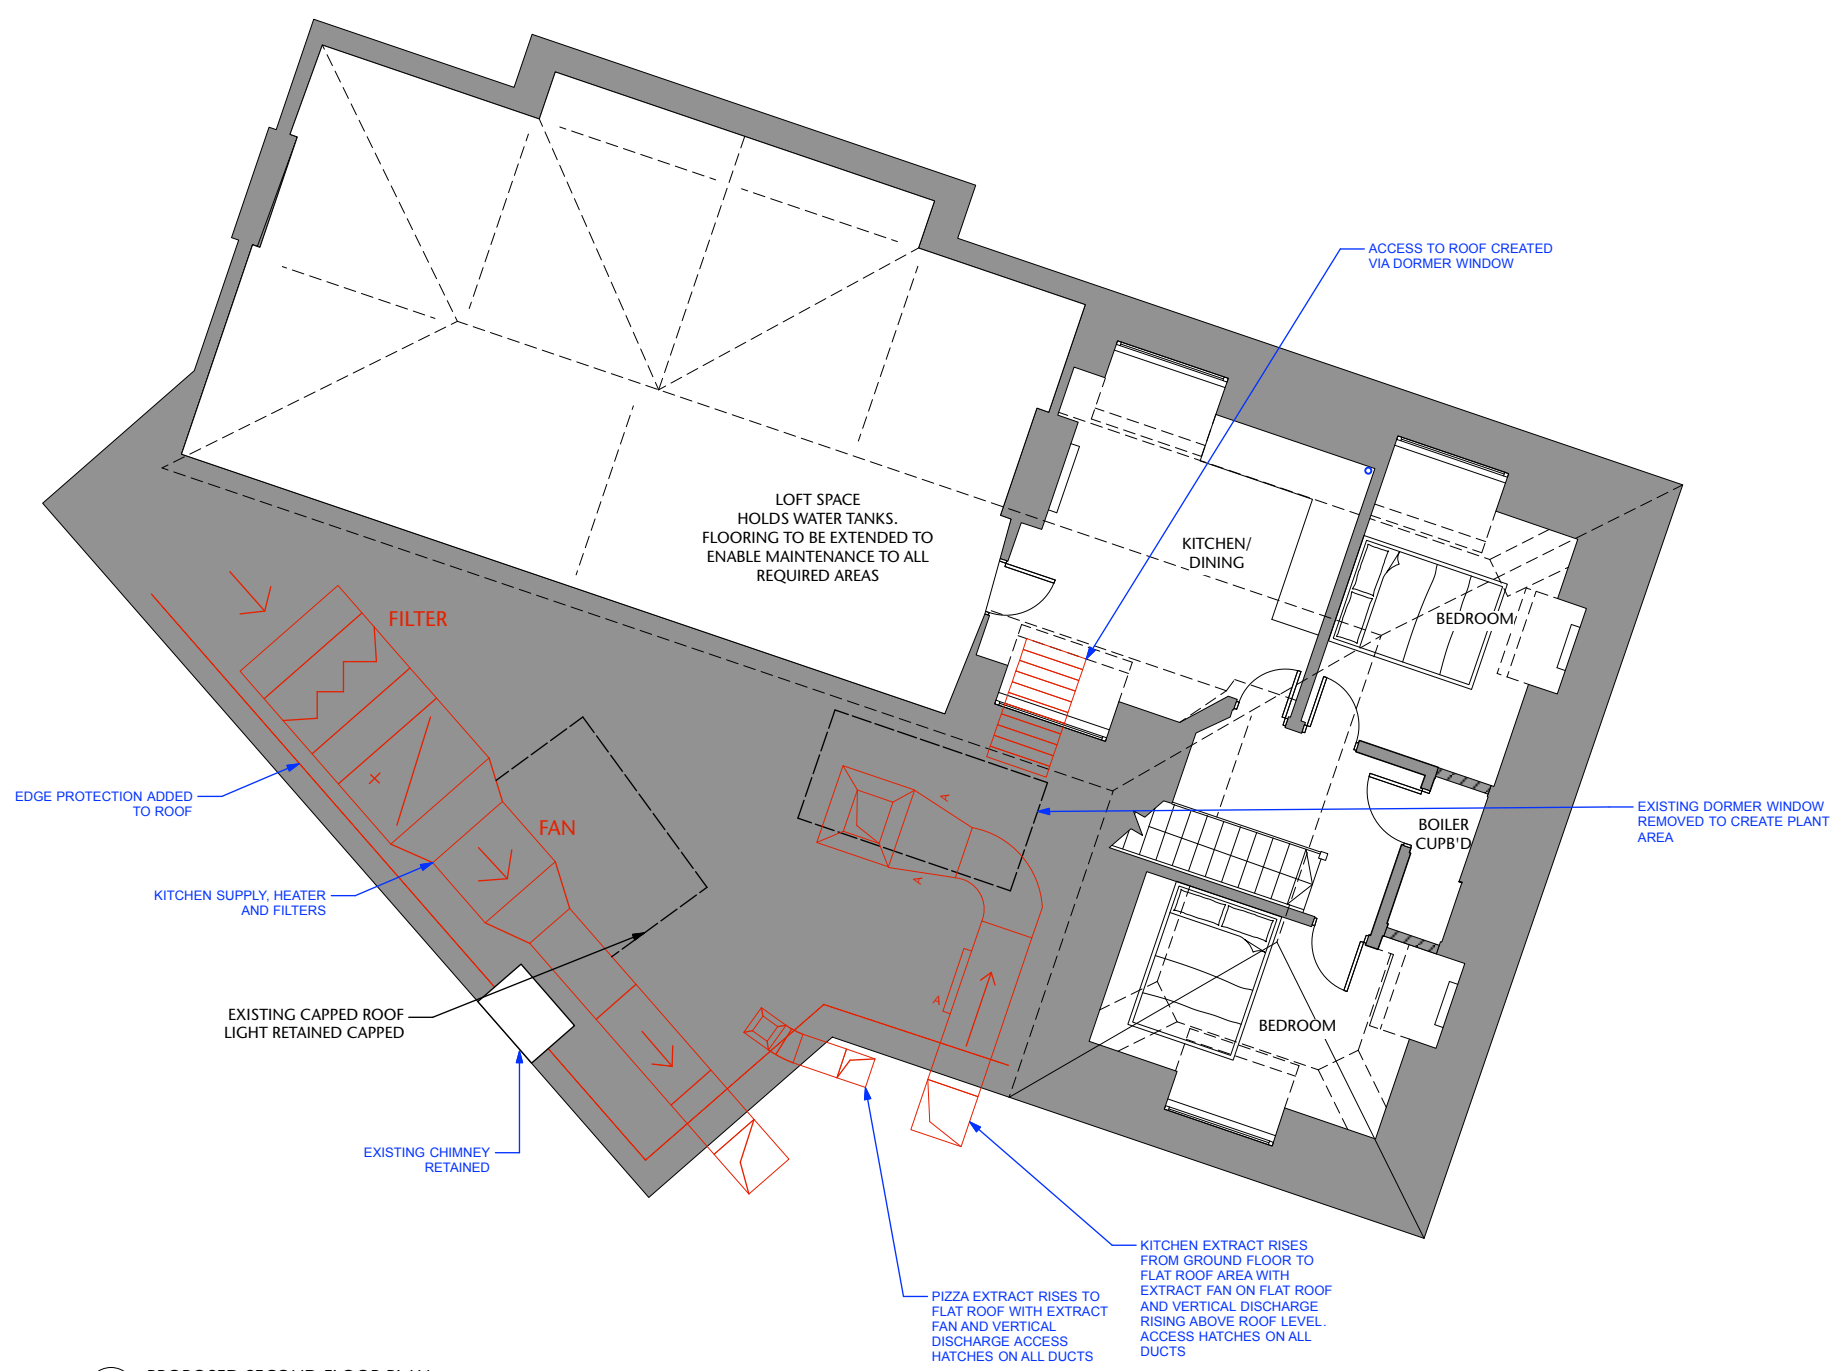 ACCESS TO ROOF CREATED
VIA DORMER WINDOW
LOFT SPACE
HOLDS WATER TANKS.
FLOORING TO BE EXTENDED TO
ENABLE MAINTENANCE TO ALL
REQUIRED AREAS
KITCHEN/
DINING
BEDROOM
FILTER
FAN
EDGE PROTECTION ADDED
TO ROOF
KITCHEN SUPPLY, HEATER
AND FILTERS
EXISTING DORMER WINDOW
REMOVED TO CREATE PLANT
AREA
BOILER
CUPB'D
A
A
A
EXISTING CAPPED ROOF
LIGHT RETAINED CAPPED
BEDROOM
EXISTING CHIMNEY
RETAINED
PIZZA EXTRACT RISES TO
FLAT ROOF WITH EXTRACT
FAN AND VERTICAL
DISCHARGE ACCESS
HATCHES ON ALL DUCTS
KITCHEN EXTRACT RISES
FROM GROUND FLOOR TO
FLAT ROOF AREA WITH
EXTRACT FAN ON FLAT ROOF
AND VERTICAL DISCHARGE
RISING ABOVE ROOF LEVEL.
ACCESS HATCHES ON ALL
DUCTS
PROPOSED SECOND FLOOR PLAN